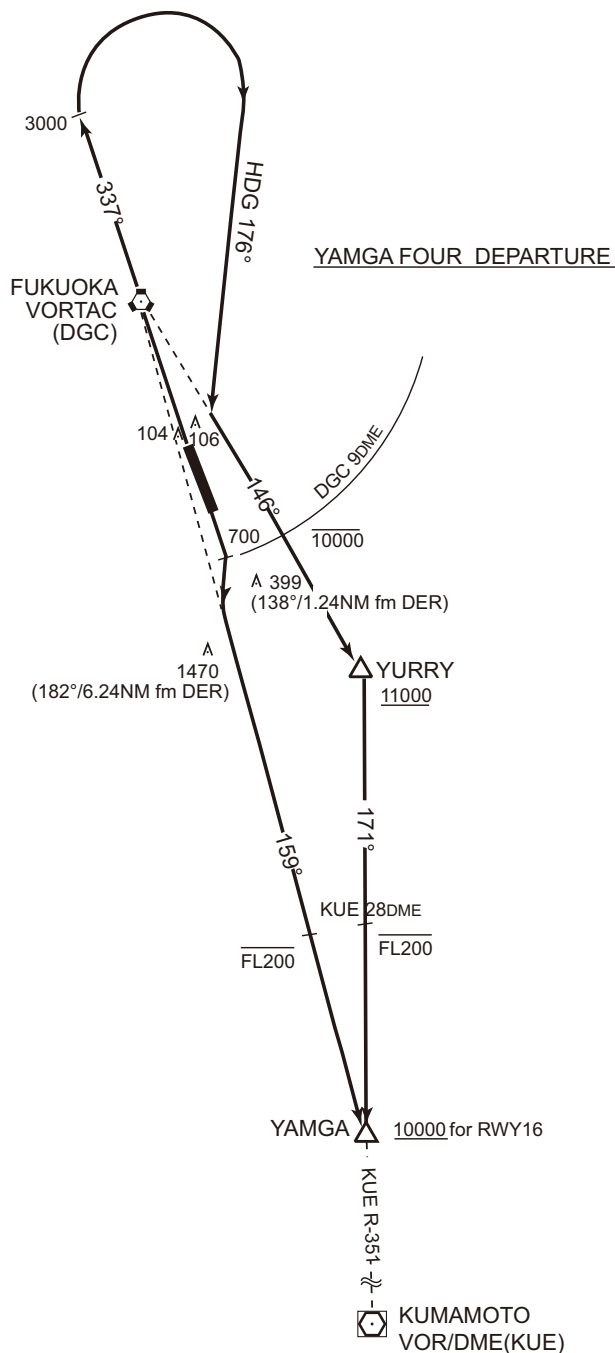 3000
337°
HDG 176°
YAMGA FOUR DEPARTURE
FUKUOKA
VORTAC
(DGC)
104
106
DGC 9DME
146°
700
10000
399
(138°/1.24NM fm DER)
1470
(182°/6.24NM fm DER)
YURRY
11000
171°
159°
KUE 28DME
FL200
FL200
YAMGA
10000 for RWY16
KUE R-351
KUMAMOTO
VOR/DME(KUE)